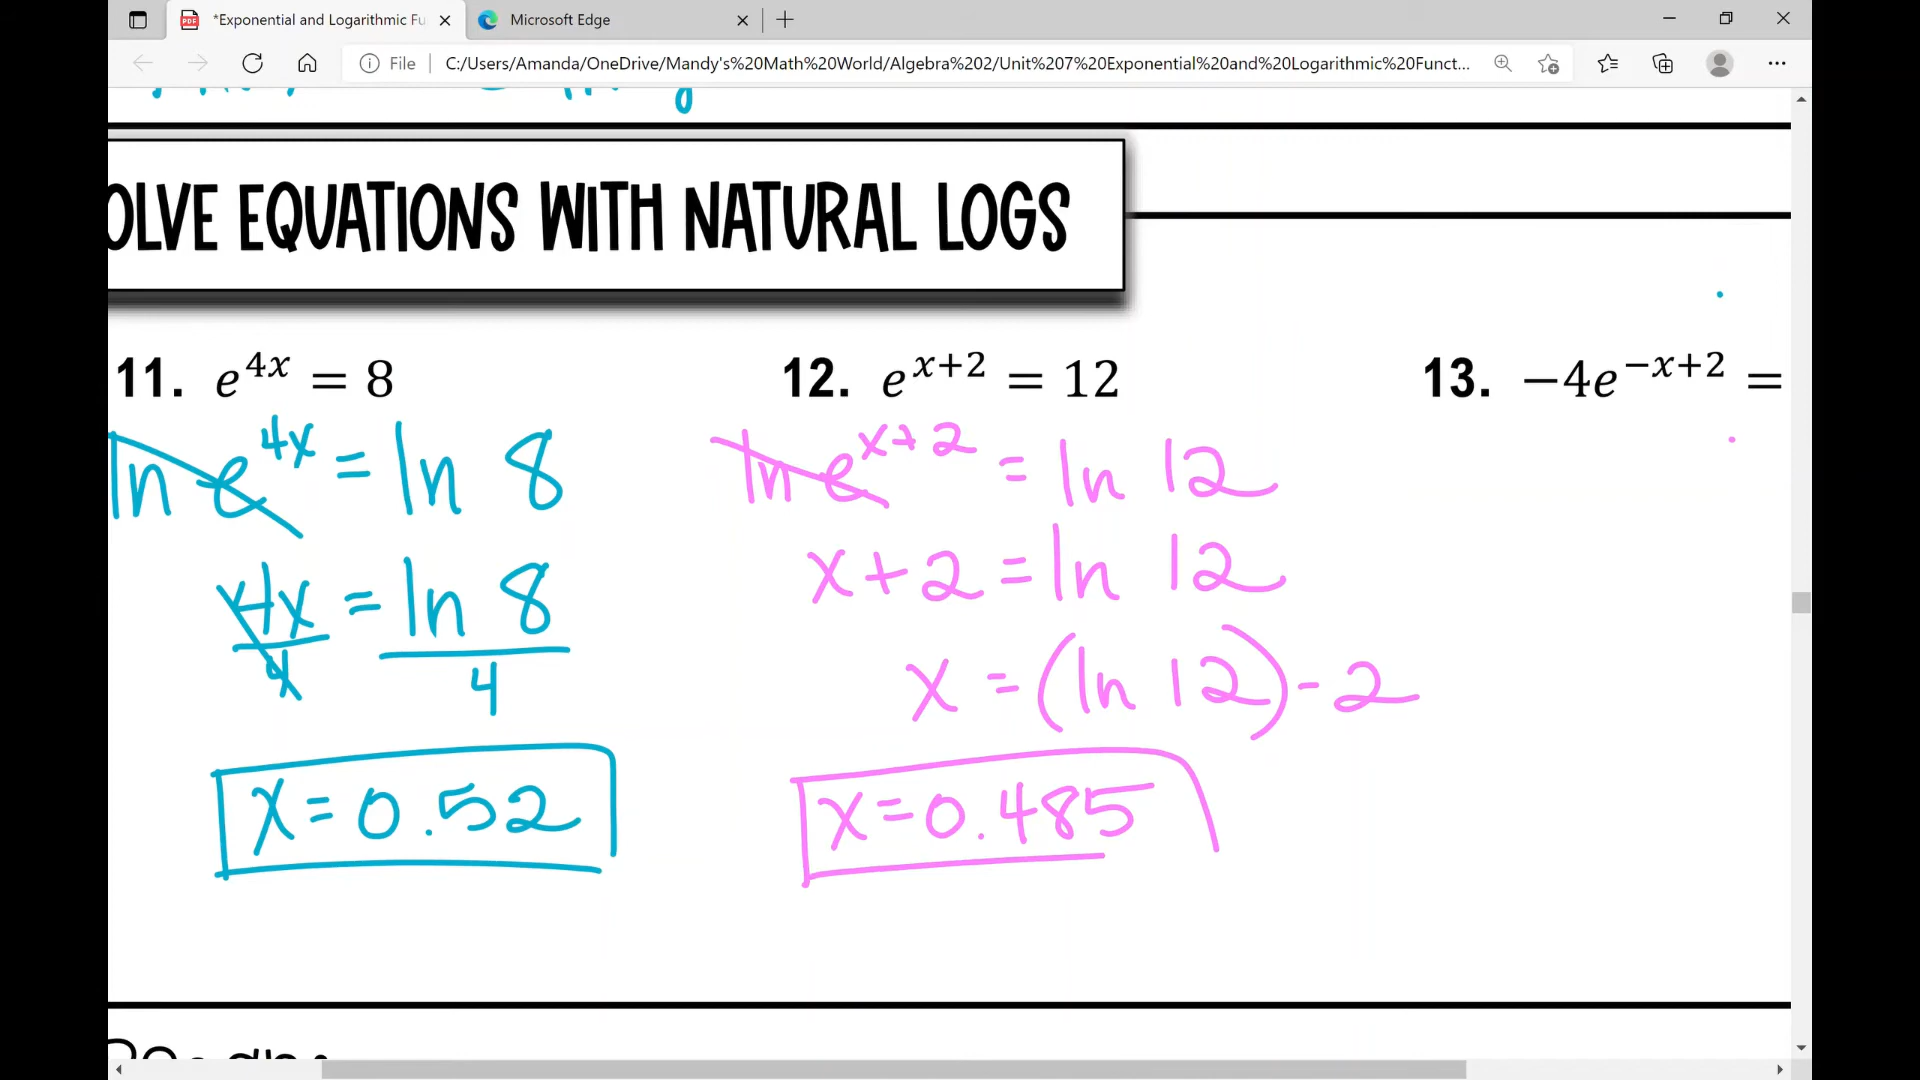 *Exponential and Logarithmic Fu
Microsoft Edge
File
C:/Users/Amanda/OneDrive/Mandy's%20Math%20World/Algebra%202/Unit%207%20Exponential%20and%20Logarithmic%20Funct...
OLVE EQUATIONS WITH NATURAL LOGS
11. e^{4x} = 8
ln e^{4x} = ln 8
4x/4 = ln 8/4
x = 0.52
12. e^{x+2} = 12
ln e^{x+2} = ln 12
x+2 = ln 12
x = (ln 12) - 2
x = 0.485
13. −4e^{−x+2} =